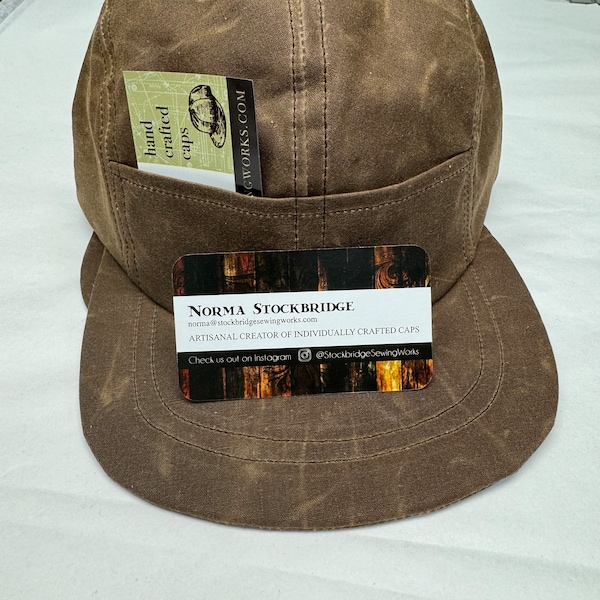 hand
crafted
caps
NGWORKS.COM
NORMA STOCKBRIDGE
norma@stockbridgesewingworks.com
ARTISANAL CREATOR OF INDIVIDUALLY CRAFTED CAPS
Check us out on Instagram @StockbridgeSewingWorks